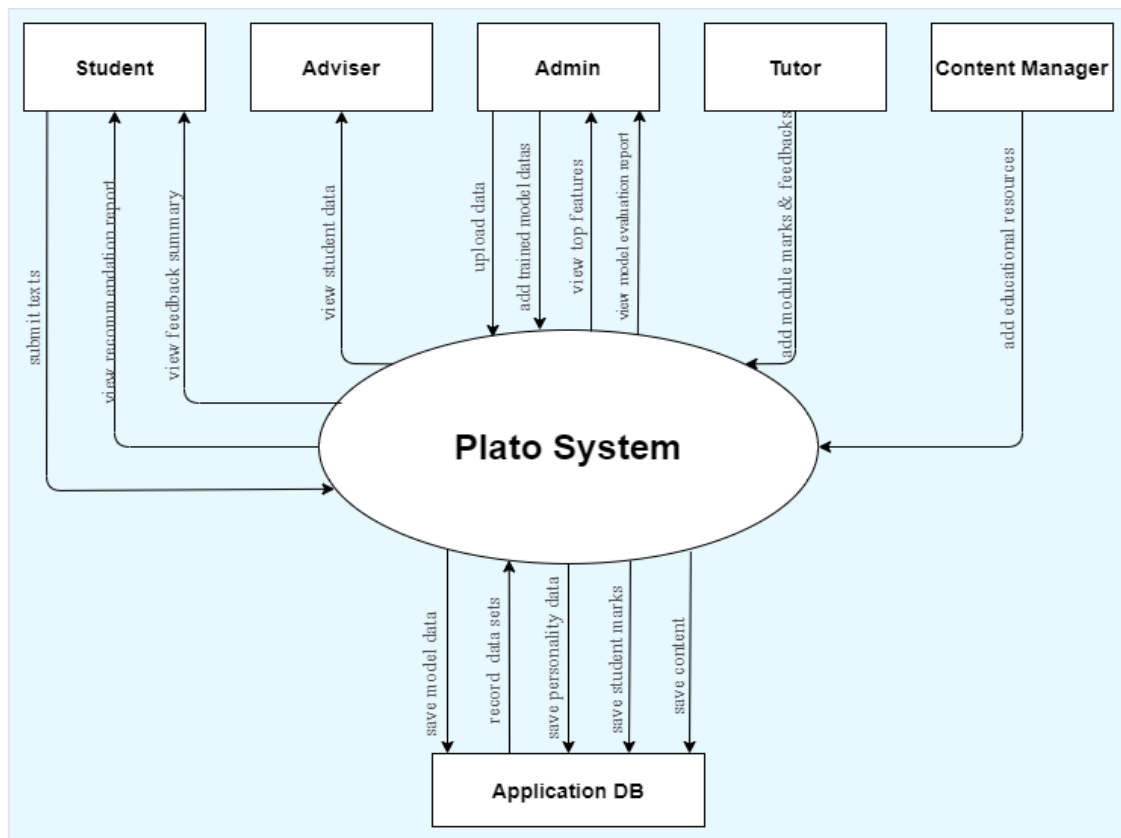 Student
Adviser
Admin
Tutor
Content Manager
submit texts
view recommandation report
view feedback summary
view student data
upload data
add trained model datas
view top features
view model evaluation report
add module marks & feedbacks
add educational resources
Plato System
save model data
record data sets
save personality data
save student marks
save content
Application DB